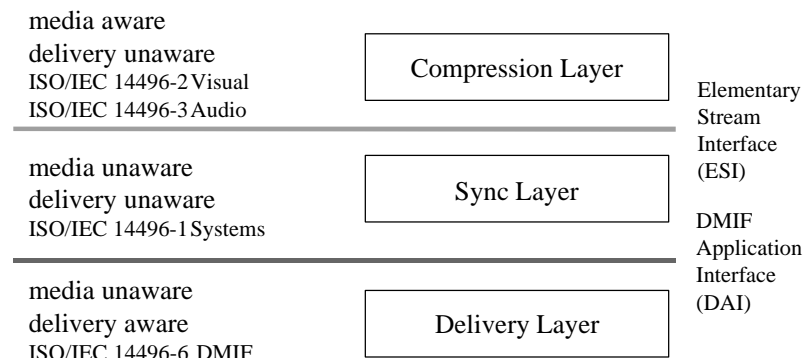 media aware
delivery unaware
ISO/IEC 14496-2 Visual
ISO/IEC 14496-3 Audio
Compression Layer
Elementary
Stream
Interface
(ESI)
media unaware
delivery unaware
ISO/IEC 14496-1 Systems
Sync Layer
DMIF
Application
Interface
(DAI)
media unaware
delivery aware
ISO/IEC 14496-6 DMIF
Delivery Layer